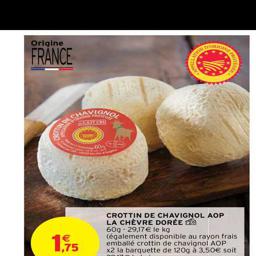 Origine
FRANCE
CHAVIGNOL
CROTTIN DE CHAVIGNOL AOP
LA CHÈVRE DORÉE
60g - 29,17€ le kg
(également disponible au rayon frais
emballé crottin de chavignol AOP
x2 la barquette de 120g à 3,50€ soit
1€,75